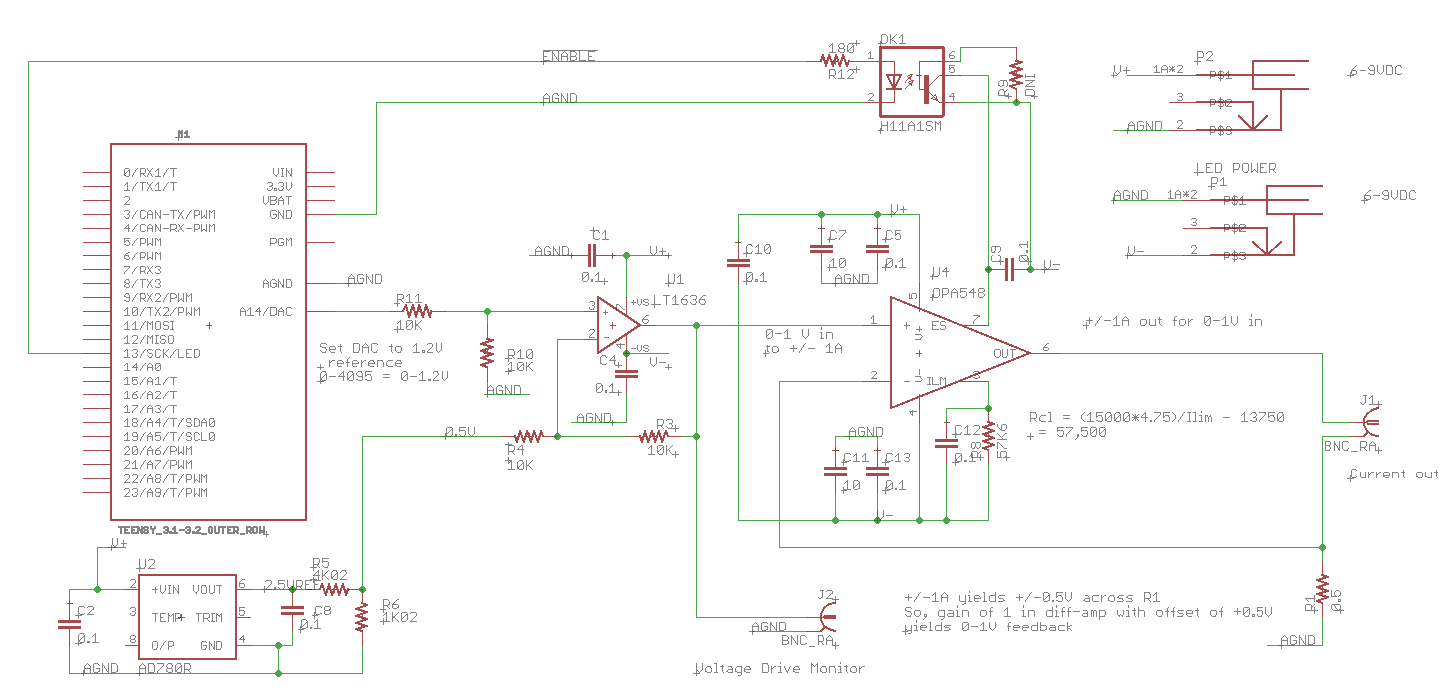 ENABLE
180
R12
OK1
1
2
6
5
4
H11A1SM
R9
DNI
AGND
P2
V+
1A*2
P$1
3
P$2
AGND
2
P$3
6-9VDC
LED POWER
P1
AGND
1A*2
P$1
3
P$2
V-
2
P$3
6-9VDC
0/RX1/T
1/TX1/T
2
3/CAN-TX/PWM
4/CAN-RX-PWM
5/PWM
6/PWM
7/RX3
8/TX3
9/RX2/PWM
10/TX2/PWM
11/MOSI
12/MISO
13/SCK/LED
14/A0
15/A1/T
16/A2/T
17/A3/T
18/A4/T/SDA0
19/A5/T/SCL0
20/A6/PWM
21/A7/PWM
22/A8/T/PWM
23/A9/T/PWM
VIN
3.3V
VBAT
GND
PGM
AGND
A14/DAC
TEENSY_3.1-3.2_OUTER_ROW
AGND
R11
10K
R10
10K
AGND
Set DAC to 1.2V
reference
0-4095 = 0-1.2V
C1
AGND
0.1
V+
U1
LT1636
3
2
6
7
4
+VS
-VS
V-
C4
0.1
AGND
0.5V
R4
10K
R3
10K
C10
0.1
C7
10
C5
0.1
V+
AGND
U4
OPA548
5
V+
ES
7
1
2
OUT
6
V-
ILM
3
4
C9
0.1
V-
0-1 V in
to +/- 1A
+/-1A out for 0-1V in
AGND
C11
10
C13
0.1
V-
C12
0.1
R8
57K6
Rcl = (15000*4.75)/Ilim - 13750
= 57,500
J1
BNC_RA
Current out
R1
0.5
AGND
V+
U2
2
+VIN
VOUT
6
3
TEMP
TRIM
5
8
O/P
GND
4
AD780R
C2
0.1
AGND
2.5VREF
C8
0.1
R5
4K02
R6
1K02
J2
AGND
BNC_RA
Voltage Drive Monitor
+/-1A yields +/-0.5V across R1
So, gain of 1 in diff-amp with offset of +0.5V
yields 0-1V feedback